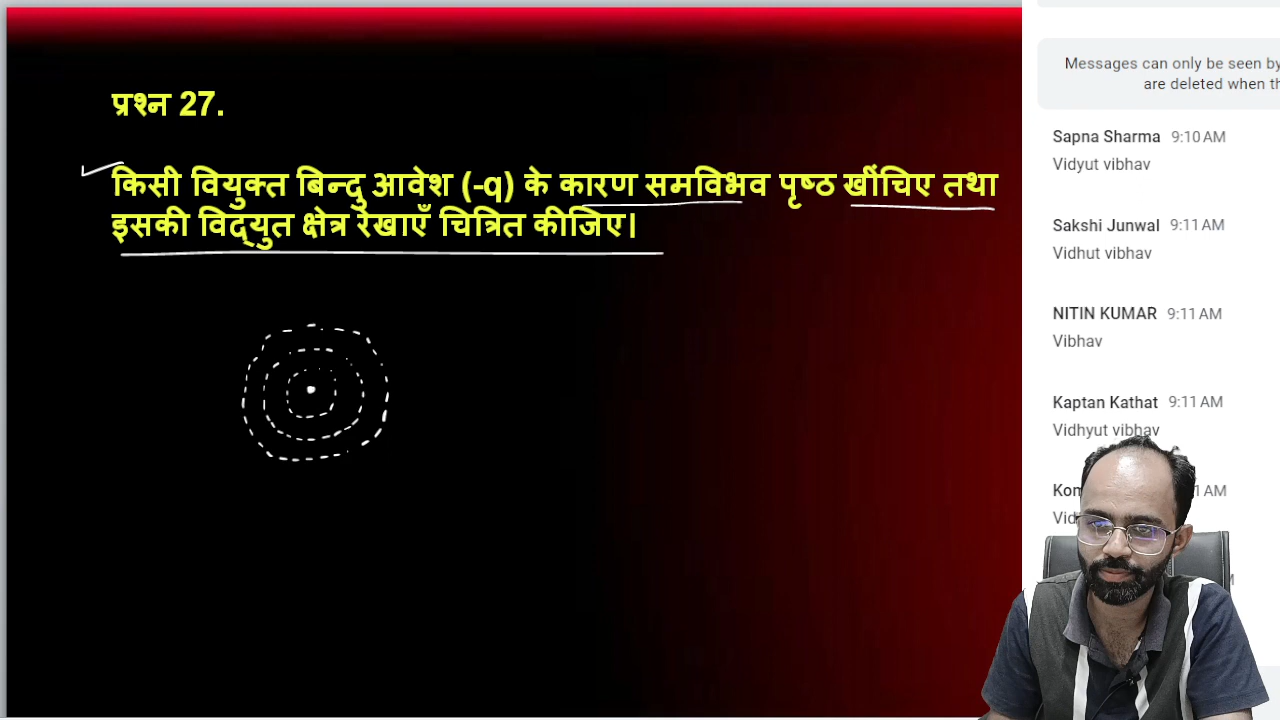 प्रश्न 27.
किसी वियुक्त बिन्दु आवेश (-q) के कारण समविभव पृष्ठ खींचिए तथा
इसकी विद्युत क्षेत्र रेखाएँ चित्रित कीजिए।
Messages can only be seen by
are deleted when th
Sapna Sharma 9:10 AM
Vidyut vibhav
Sakshi Junwal 9:11 AM
Vidhut vibhav
NITIN KUMAR 9:11 AM
Vibhav
Kaptan Kathat 9:11 AM
Vidhyut vibhav
AM